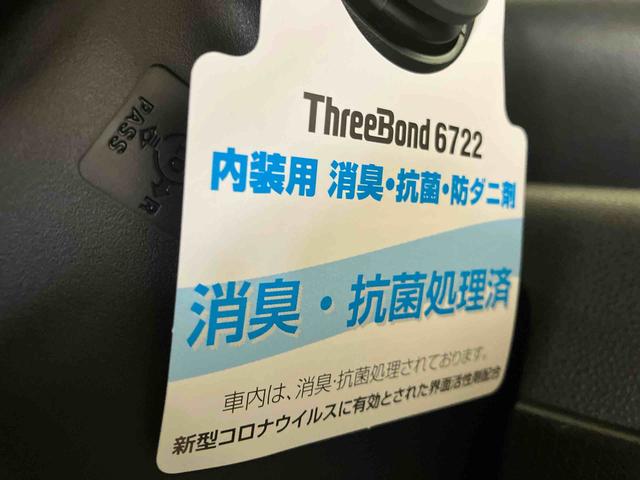 ThreeBond 6722
内装用 消臭・抗菌・防ダニ剤
消臭・抗菌処理済
車内は、消臭・抗菌処理されております。
新型コロナウイルスに有効とされた界面活性剤配合
PASS
R